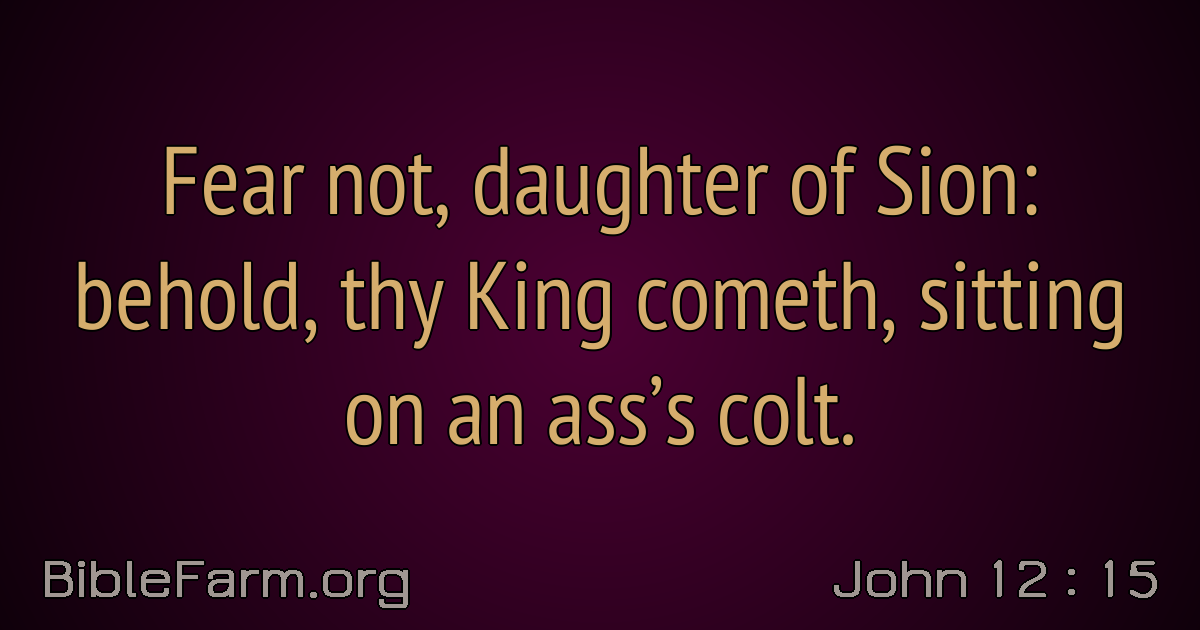 Fear not, daughter of Sion:
behold, thy King cometh, sitting
on an ass’s colt.
BibleFarm.org
John 12 : 15